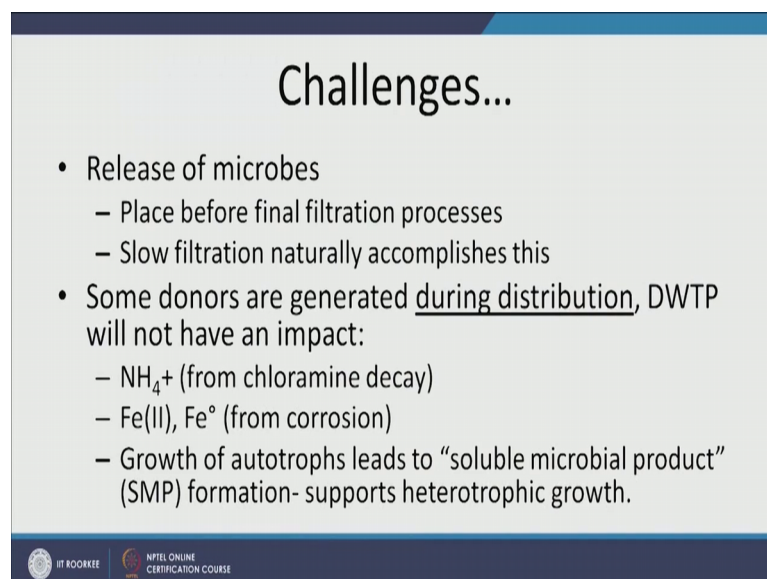 Challenges...
• Release of microbes
– Place before final filtration processes
– Slow filtration naturally accomplishes this
• Some donors are generated during distribution, DWTP
will not have an impact:
– NH₄+ (from chloramine decay)
– Fe(II), Fe° (from corrosion)
– Growth of autotrophs leads to “soluble microbial product”
(SMP) formation- supports heterotrophic growth.
IIT ROORKEE
NPTEL ONLINE
CERTIFICATION COURSE